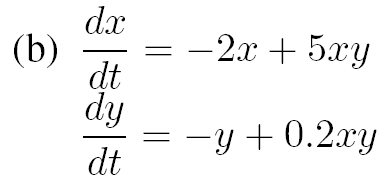 (b) dx/dt = −2x + 5xy
dy/dt = −y + 0.2xy